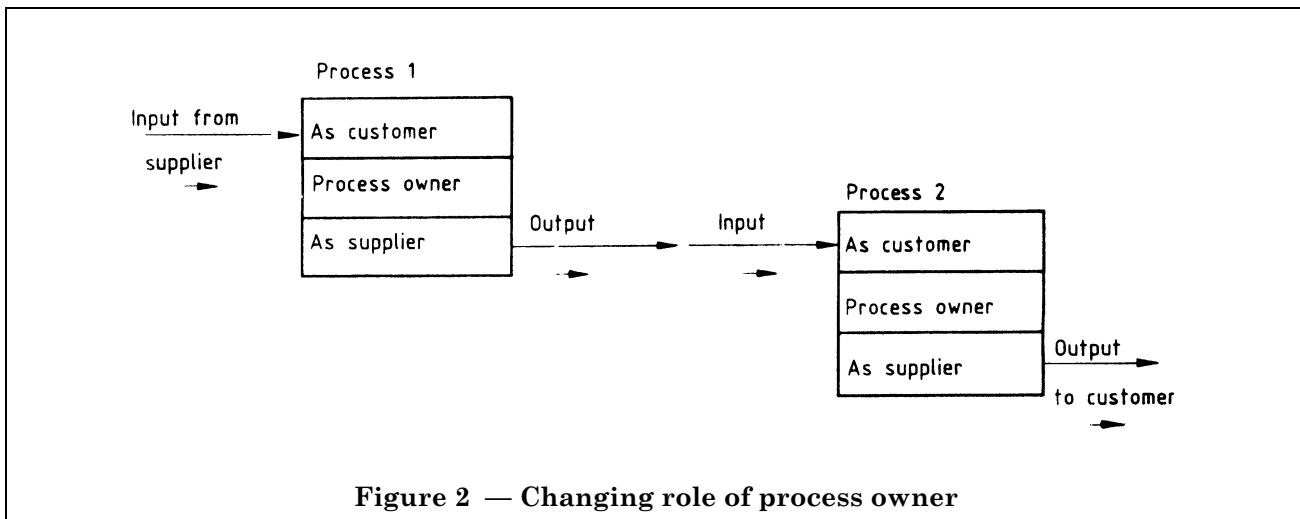 Process 1
Input from
supplier
As customer
Process owner
As supplier
Output
Input
Process 2
As customer
Process owner
As supplier
Output
to customer
Figure 2 — Changing role of process owner